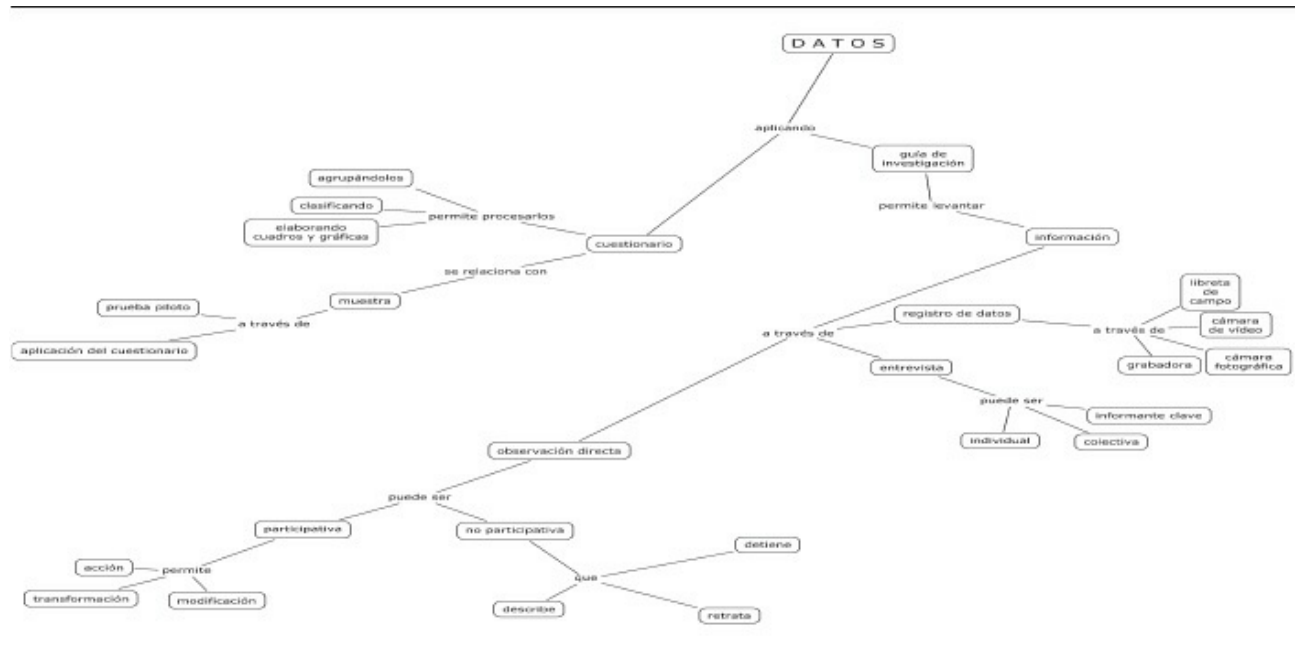 DATOS
aplicando
guía de
investigación
permite levantar
información
agrupándolos
clasificando
elaborando
cuadros y gráficas
permite procesarlos
cuestionario
se relaciona con
muestra
a través de
prueba piloto
aplicación del cuestionario
a través de
registro de datos
a través de
libreta
de
campo
cámara
de vídeo
cámara
fotográfica
grabadora
entrevista
puede ser
informante clave
individual
colectiva
observación directa
puede ser
participativa
no participativa
permite
acción
transformación
modificación
que
detiene
describe
retrata